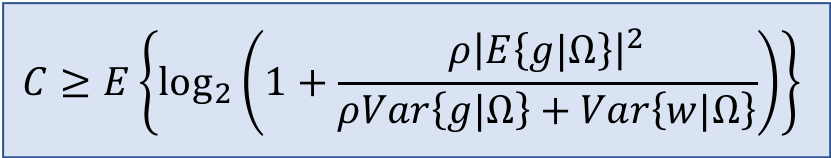 C ≥ E{log₂(1 + ρ|E{g|Ω}|² / (ρVar{g|Ω} + Var{w|Ω}))}